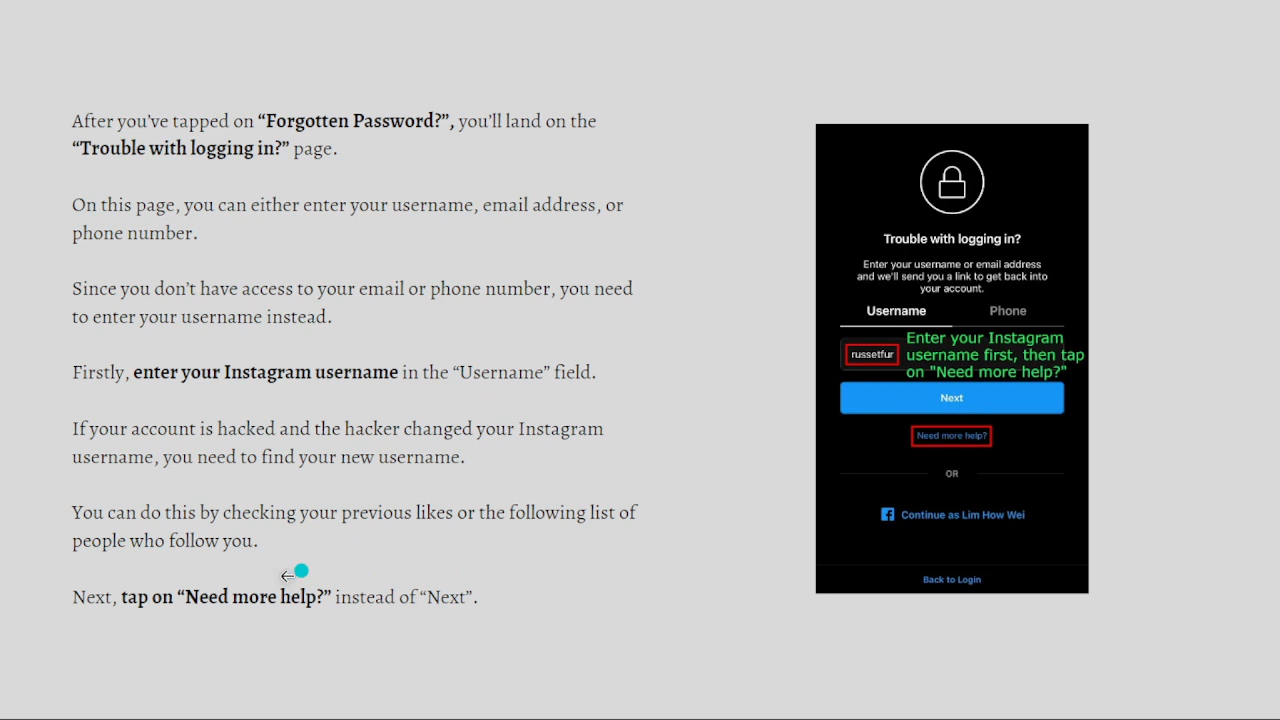 After you’ve tapped on “Forgotten Password?”, you’ll land on the
“Trouble with logging in?” page.
On this page, you can either enter your username, email address, or
phone number.
Since you don’t have access to your email or phone number, you need
to enter your username instead.
Firstly, enter your Instagram username in the “Username” field.
If your account is hacked and the hacker changed your Instagram
username, you need to find your new username.
You can do this by checking your previous likes or the following list of
people who follow you.
Next, tap on “Need more help?” instead of “Next”.
Trouble with logging in?
Enter your username or email address
and we'll send you a link to get back into
your account.
Username Phone
russetfur
Enter your Instagram
username first, then tap
on "Need more help?"
Next
Need more help?
OR
Continue as Lim How Wei
Back to Login